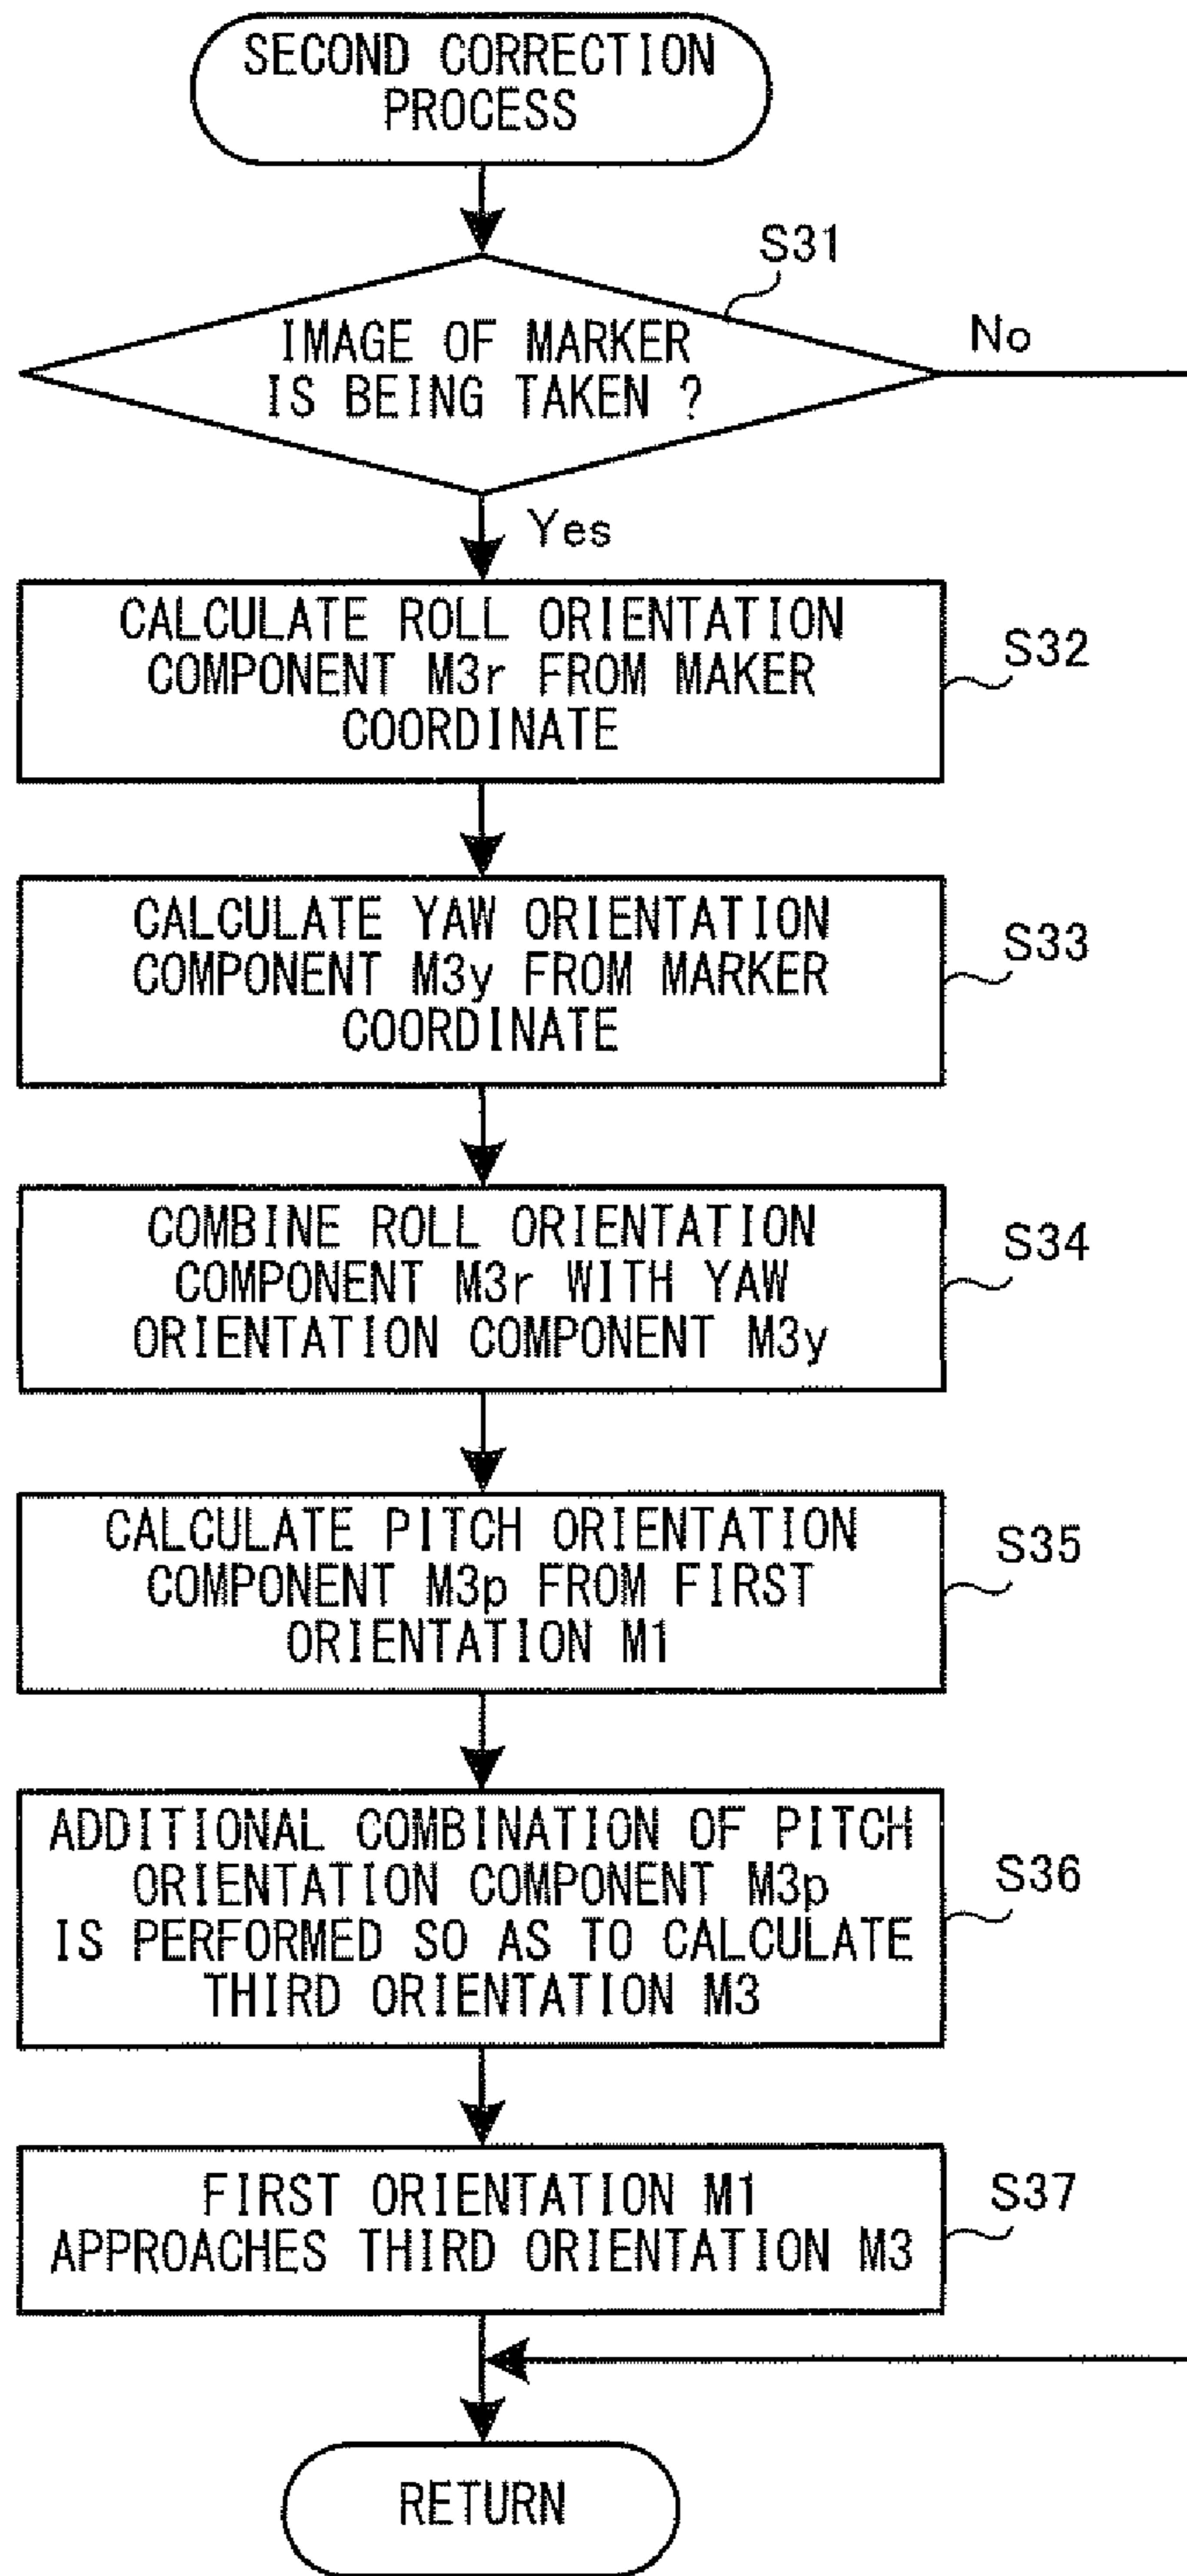 SECOND CORRECTION
PROCESS
S31
IMAGE OF MARKER
IS BEING TAKEN ?
No
Yes
CALCULATE ROLL ORIENTATION
COMPONENT M3r FROM MAKER
COORDINATE
S32
CALCULATE YAW ORIENTATION
COMPONENT M3y FROM MARKER
COORDINATE
S33
COMBINE ROLL ORIENTATION
COMPONENT M3r WITH YAW
ORIENTATION COMPONENT M3y
S34
CALCULATE PITCH ORIENTATION
COMPONENT M3p FROM FIRST
ORIENTATION M1
S35
ADDITIONAL COMBINATION OF PITCH
ORIENTATION COMPONENT M3p
IS PERFORMED SO AS TO CALCULATE
THIRD ORIENTATION M3
S36
FIRST ORIENTATION M1
APPROACHES THIRD ORIENTATION M3
S37
RETURN